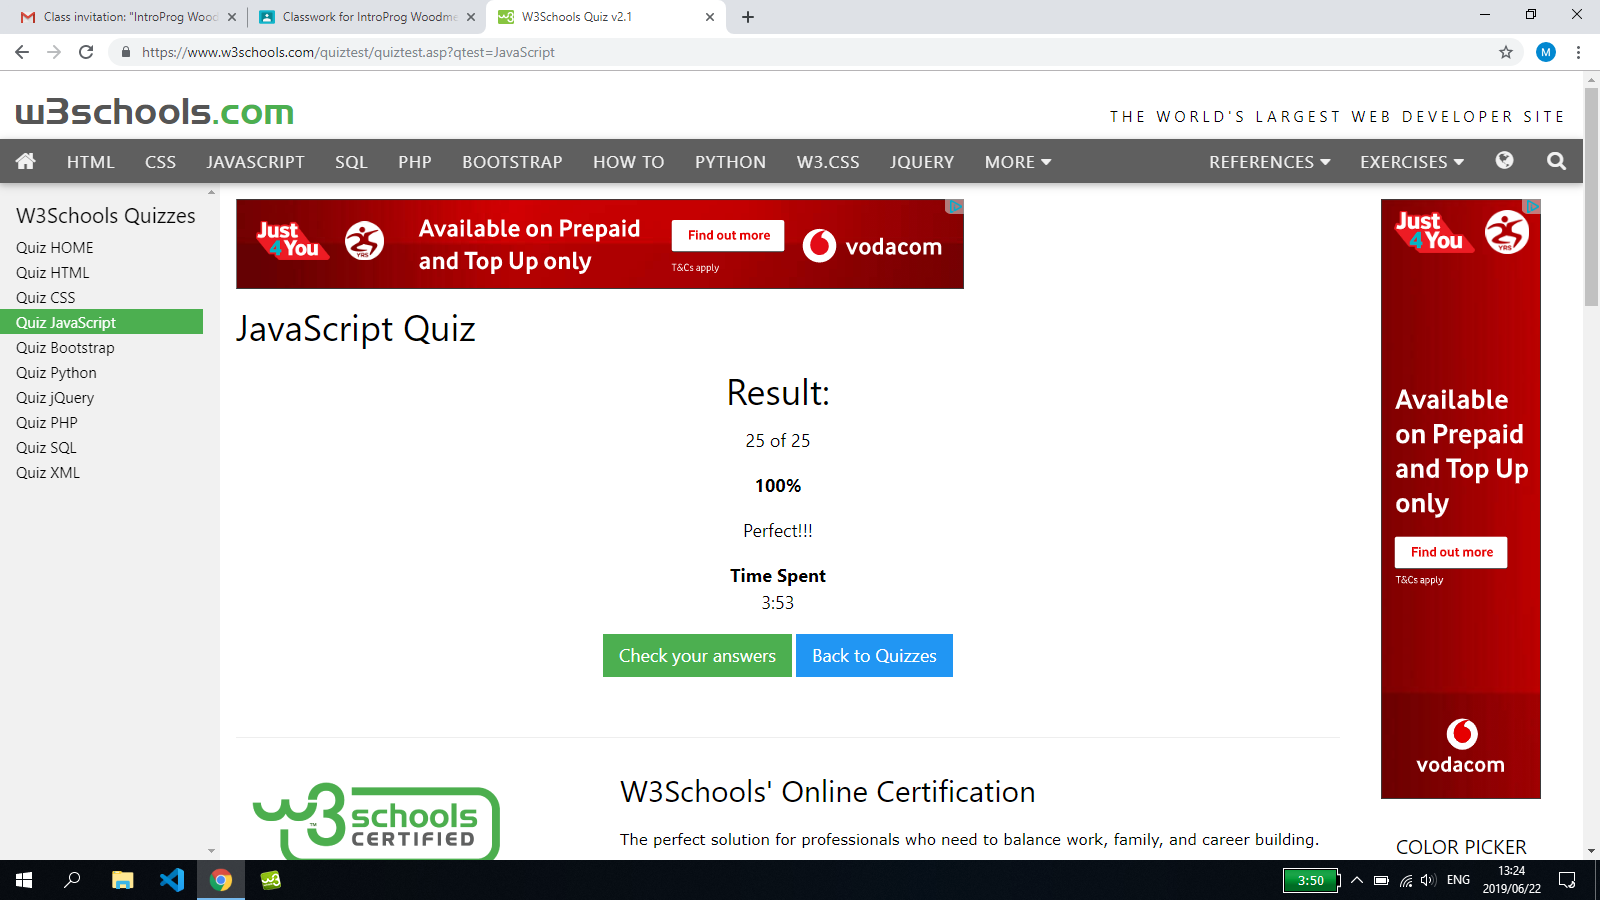 Class invitation: "IntroProg Wood
Classwork for IntroProg Woodme
W3Schools Quiz v2.1
https://www.w3schools.com/quiztest/quiztest.asp?qtest=JavaScript
M
w3schools.com
THE WORLD'S LARGEST WEB DEVELOPER SITE
HTML CSS JAVASCRIPT SQL PHP BOOTSTRAP HOW TO PYTHON W3.CSS JQUERY MORE REFERENCES EXERCISES
W3Schools Quizzes
Quiz HOME
Quiz HTML
Quiz CSS
Quiz JavaScript
Quiz Bootstrap
Quiz Python
Quiz jQuery
Quiz PHP
Quiz SQL
Quiz XML
Just
4 You
25
YRS
Available on Prepaid
and Top Up only
Find out more
T&Cs apply
vodacom
JavaScript Quiz
Result:
25 of 25
100%
Perfect!!!
Time Spent
3:53
Check your answers
Back to Quizzes
w3schools
CERTIFIED
TM
W3Schools' Online Certification
The perfect solution for professionals who need to balance work, family, and career building.
Just
4 You
25
YRS
Available
on Prepaid
and Top Up
only
Find out more
T&Cs apply
vodacom
COLOR PICKER
w3
3:50
ENG
13:24
2019/06/22